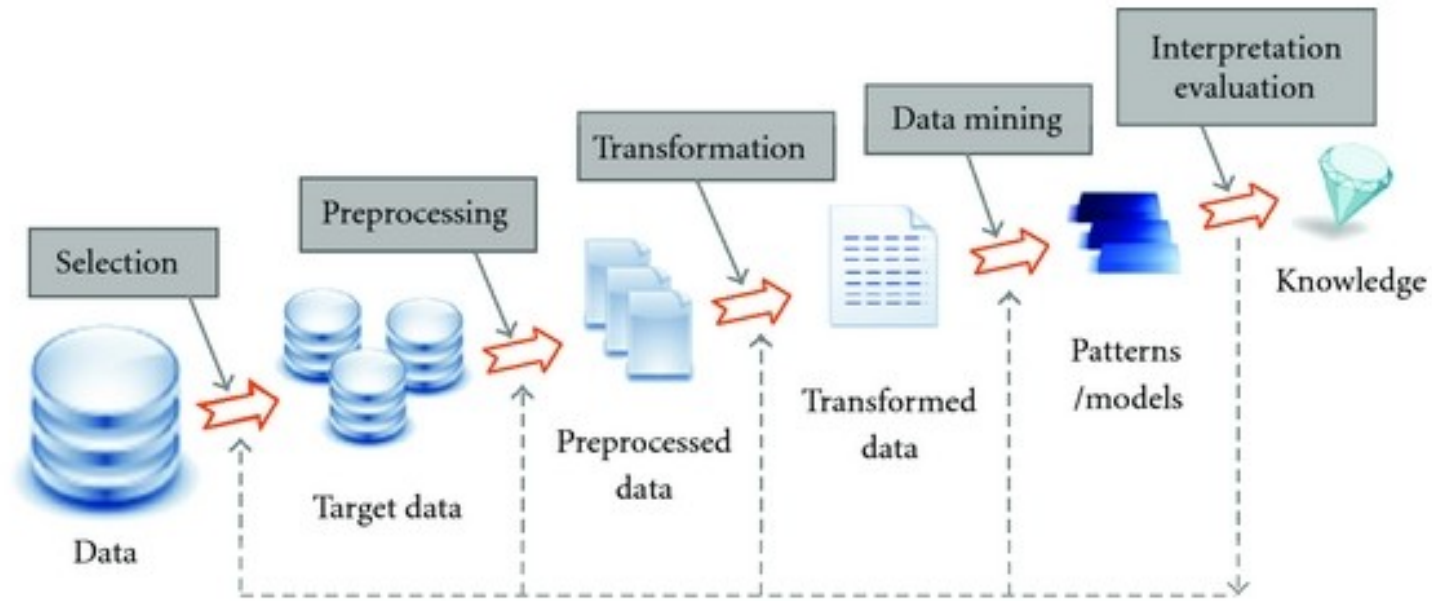 Interpretation
evaluation
Data mining
Transformation
Preprocessing
Selection
Knowledge
Patterns
/models
Transformed
data
Preprocessed
data
Target data
Data